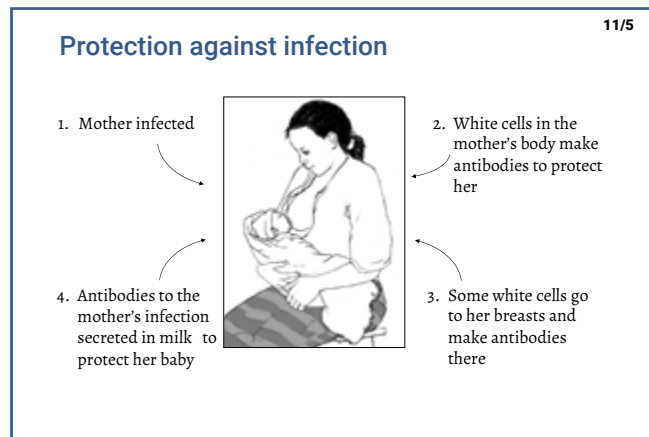 11/5
Protection against infection
1. Mother infected
2. White cells in the
mother's body make
antibodies to protect
her
3. Some white cells go
to her breasts and
make antibodies
there
4. Antibodies to the
mother's infection
secreted in milk to
protect her baby